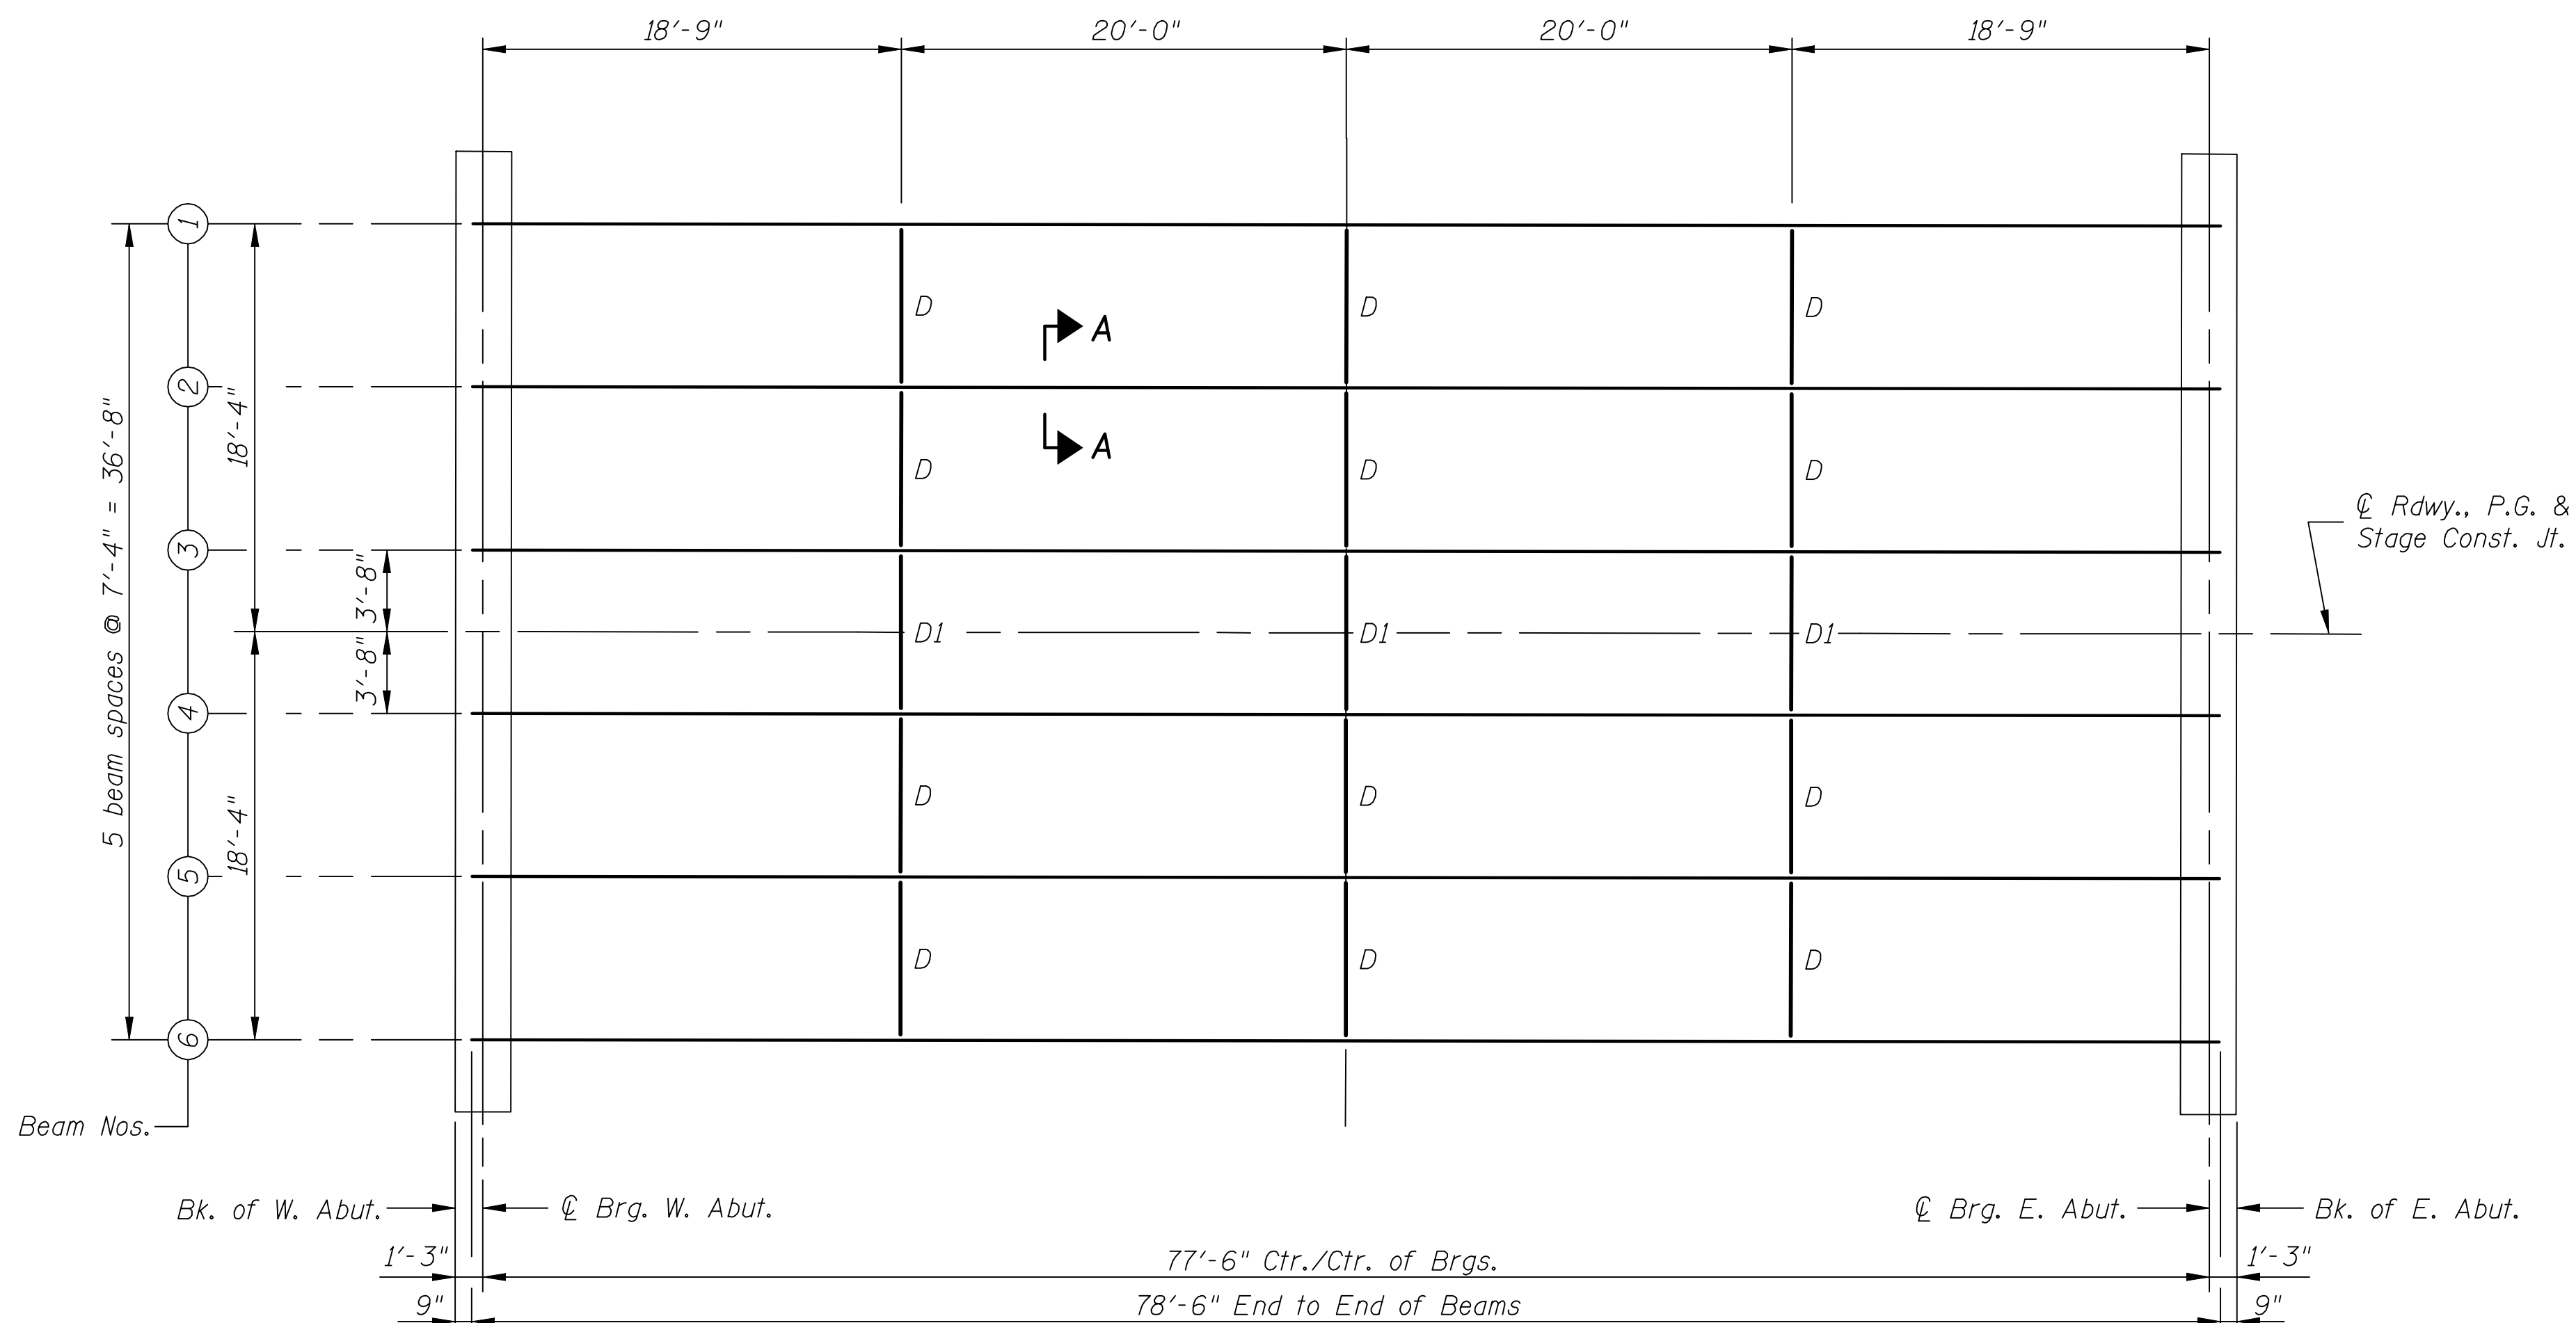 18'-9" 20'-0" 20'-0" 18'-9"
1
D D D
A
2
18'-4"
A
D D D
5 beam spaces @ 7'-4" = 36'-8"
℄ Rdwy., P.G. &
Stage Const. Jt.
3
3'-8"
D1 D1 D1
3'-8"
4
D D D
18'-4"
5
D D D
6
Beam Nos.
Bk. of W. Abut. ℄ Brg. W. Abut. ℄ Brg. E. Abut. Bk. of E. Abut.
1'-3" 77'-6" Ctr./Ctr. of Brgs. 1'-3"
9" 78'-6" End to End of Beams 9"